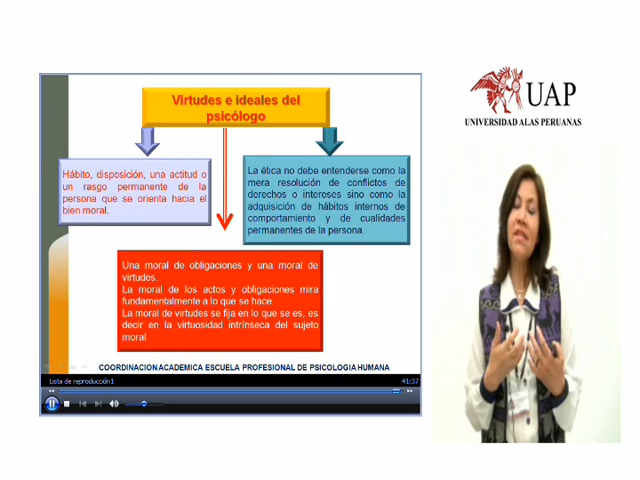 UAP
UNIVERSIDAD ALAS PERUANAS
Virtudes e ideales del
psicólogo
Hábito, disposición, una actitud o
un rasgo permanente de la
persona que se orienta hacia el
bien moral.
La ética no debe entenderse como la
mera resolución de conflictos de
derechos o intereses sino como la
adquisición de hábitos internos de
comportamiento y de cualidades
permanentes de la persona.
Una moral de obligaciones y una moral de
virtudes.
La moral de los actos y obligaciones mira
fundamentalmente a lo que se hace.
La moral de virtudes se fija en lo que se es, es
decir en la virtuosidad intrínseca del sujeto
moral
COORDINACION ACADEMICA ESCUELA PROFESIONAL DE PSICOLOGIA HUMANA
Lista de reproducción1
41:37